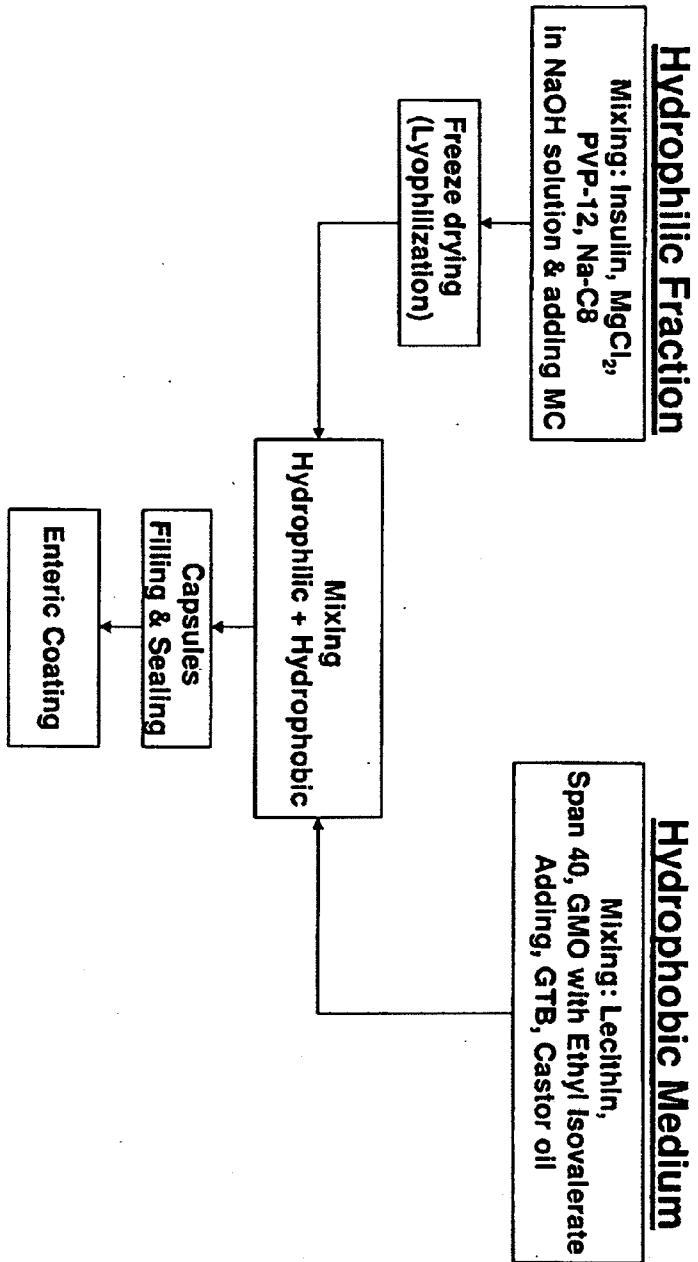 Hydrophilic Fraction
Mixing: Insulin, MgCl₂,
PVP-12, Na-C8
in NaOH solution & adding MC
Freeze drying
(Lyophilization)
Hydrophobic Medium
Mixing: Lecithin,
Span 40, GMO with Ethyl Isovalerate
Adding, GTB, Castor oil
Mixing
Hydrophilic + Hydrophobic
Capsules
Filling & Sealing
Enteric Coating